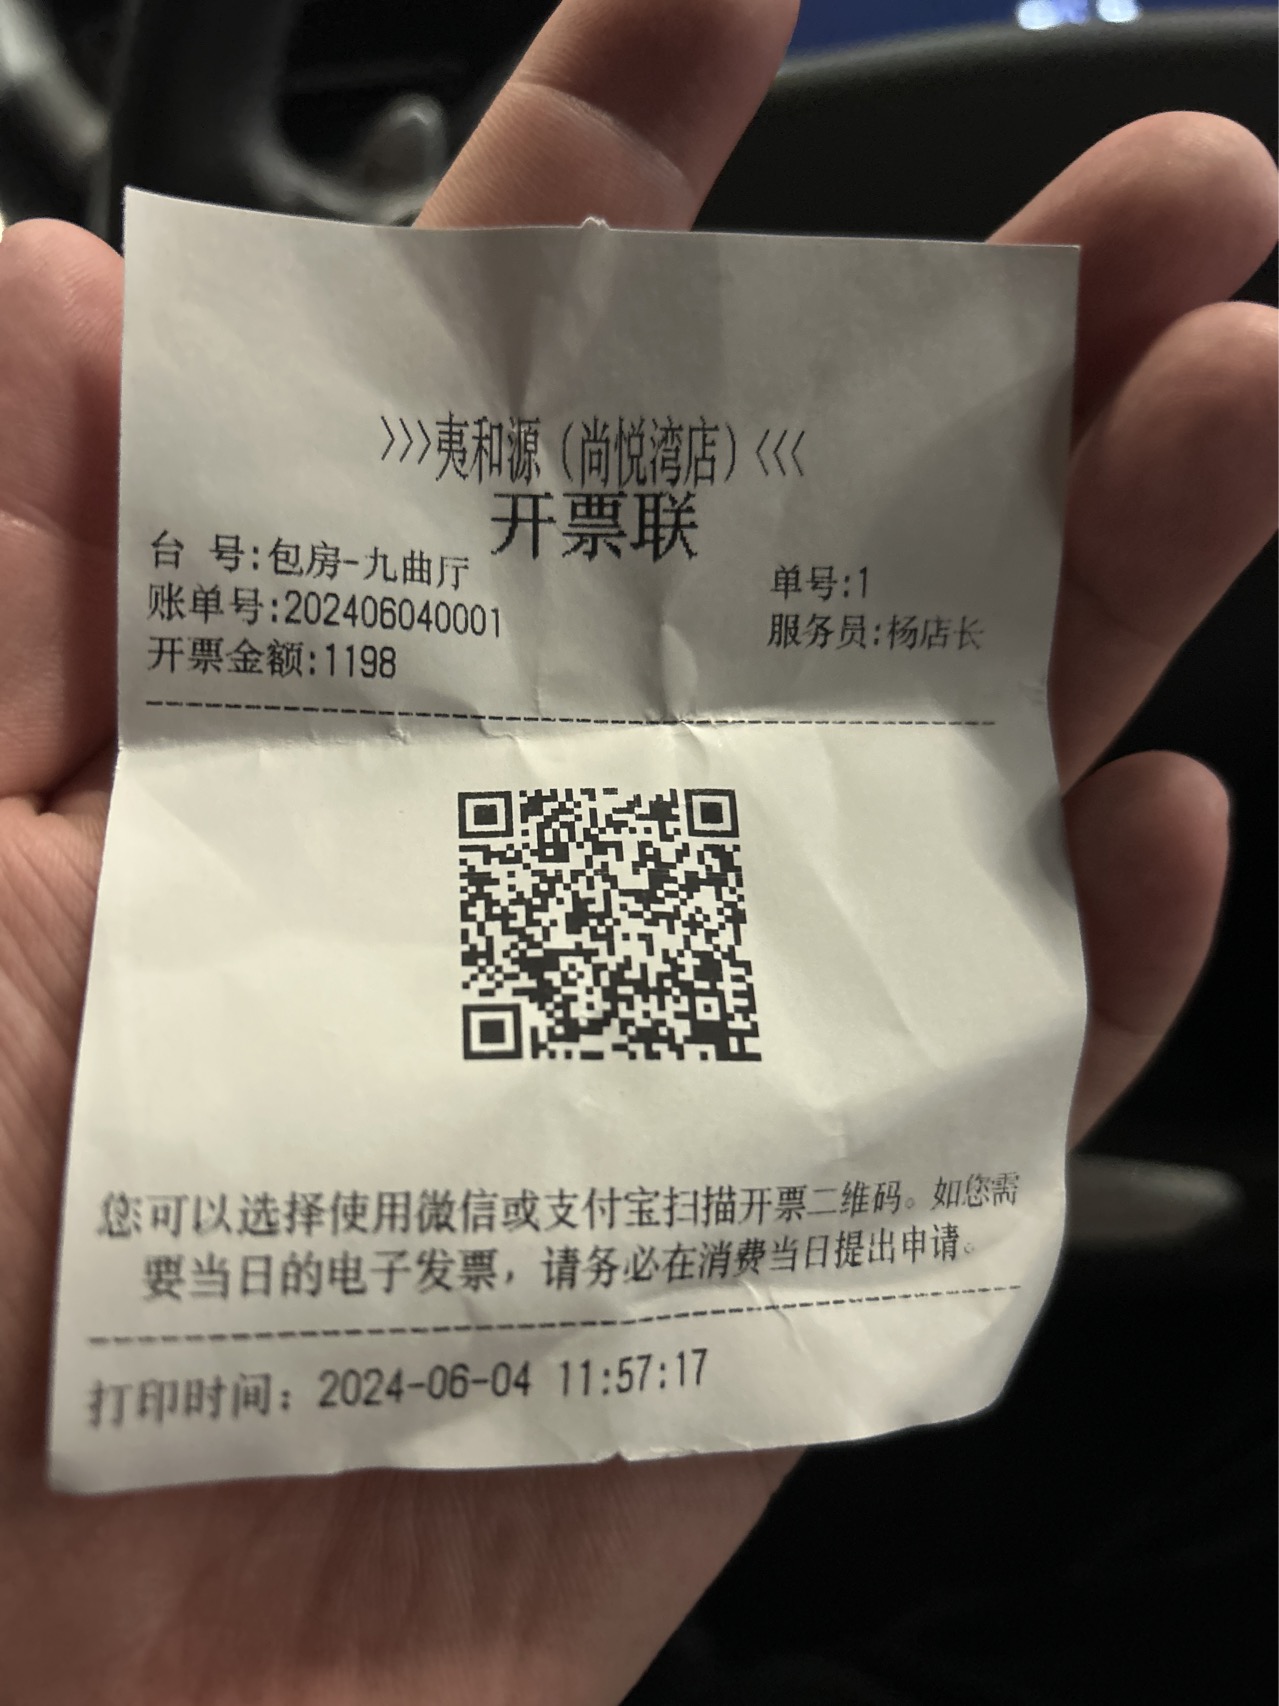 >>>夷和源（尚悦湾店）<<<
开票联
台 号:包房-九曲厅 单号:1
账单号:202406040001 服务员:杨店长
开票金额:1198
您可以选择使用微信或支付宝扫描开票二维码。如您需
要当日的电子发票，请务必在消费当日提出申请。
打印时间：2024-06-04 11:57:17